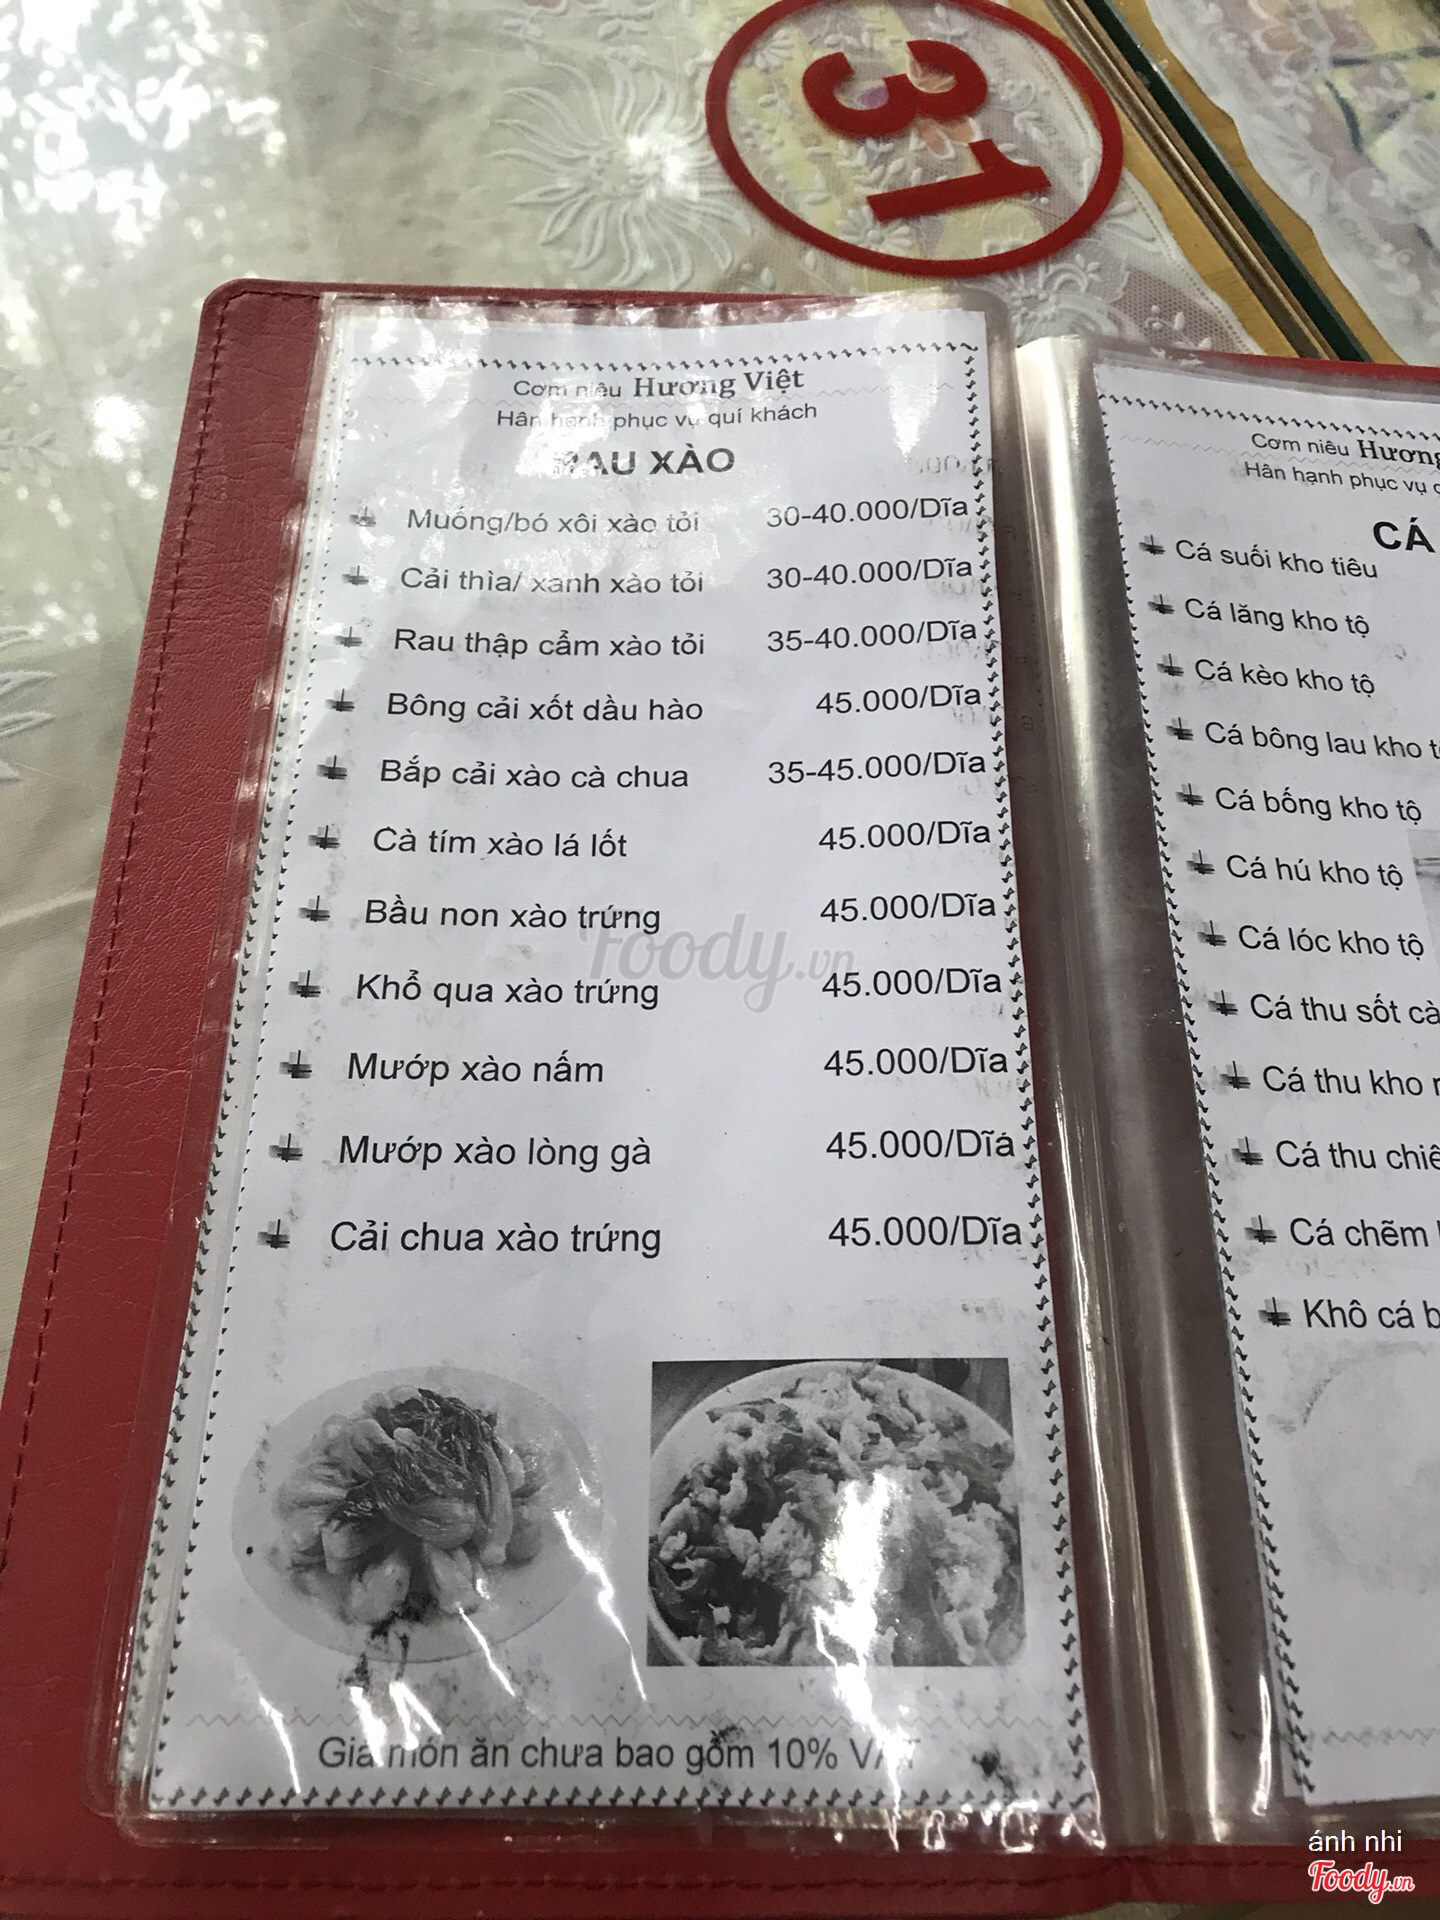 31
Cơm niêu Hương Việt
Hân hạnh phục vụ quí khách
RAU XÀO
Muống/bó xôi xào tỏi 30-40.000/Dĩa
Cải thìa/ xanh xào tỏi 30-40.000/Dĩa
Rau thập cẩm xào tỏi 35-40.000/Dĩa
Bông cải xốt dầu hào 45.000/Dĩa
Bắp cải xào cà chua 35-45.000/Dĩa
Cà tím xào lá lốt 45.000/Dĩa
Bầu non xào trứng 45.000/Dĩa
Khổ qua xào trứng 45.000/Dĩa
Mướp xào nấm 45.000/Dĩa
Mướp xào lòng gà 45.000/Dĩa
Cải chua xào trứng 45.000/Dĩa
Giá món ăn chưa bao gồm 10% VAT
Cơm niêu Hương
Hân hạnh phục vụ
CÁ
Cá suối kho tiêu
Cá lăng kho tộ
Cá kèo kho tộ
Cá bông lau kho
Cá bống kho tộ
Cá hú kho tộ
Cá lóc kho tộ
Cá thu sốt cà
Cá thu kho
Cá thu
Cá chẽm
Khô cá
Foody.vn
ánh nhi
Foody.vn